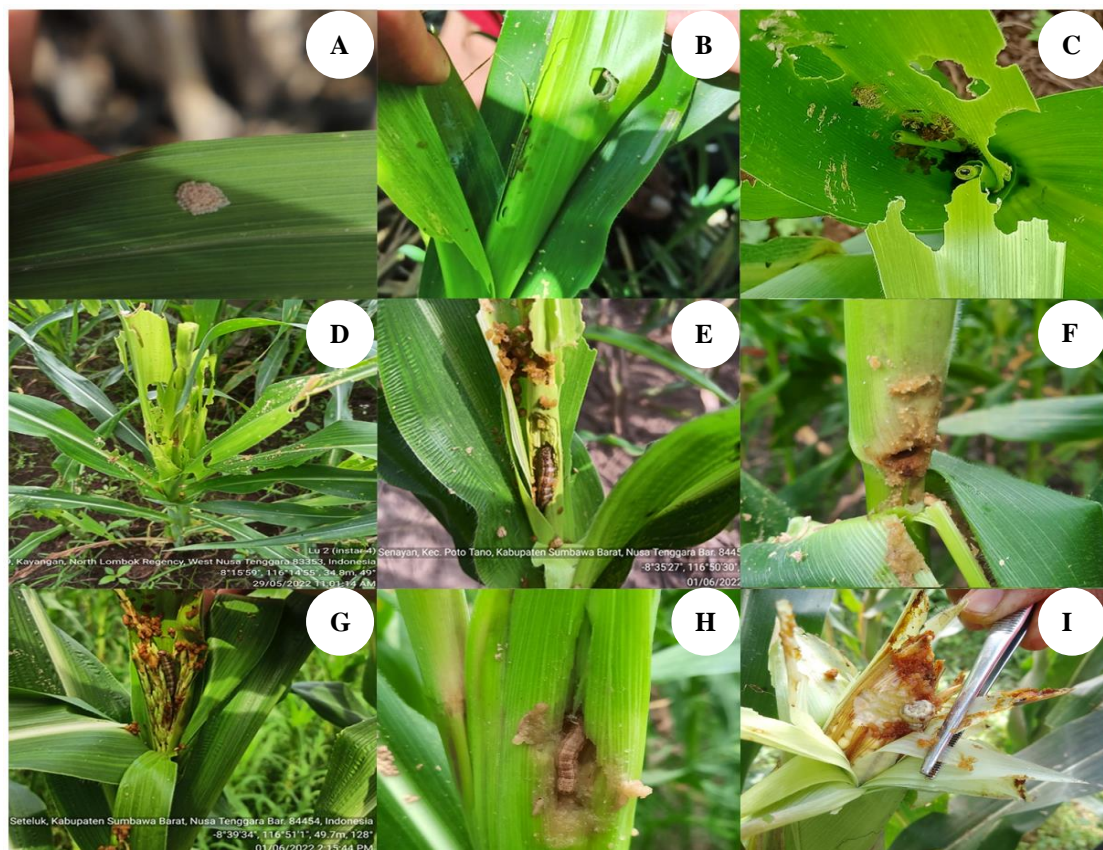 A
B
C
D
Lu 2 (instar 4)
, Kayangan, North Lombok Regency, West Nusa Tenggara 83353, Indonesia
-8°15'59", 116°14'55", 34.8m, 49°
29/05/2022 11:01:14 AM
E
Senayan, Kec. Poto Tano, Kabupaten Sumbawa Barat, Nusa Tenggara Bar. 8445
-8°35'27", 116°50'30"
01/06/2022
F
G
Seteluk, Kabupaten Sumbawa Barat, Nusa Tenggara Bar. 84454, Indonesia
-8°39'34", 116°51'1", 49.7m, 128°
01/06/2022 2:15:44 PM
H
I